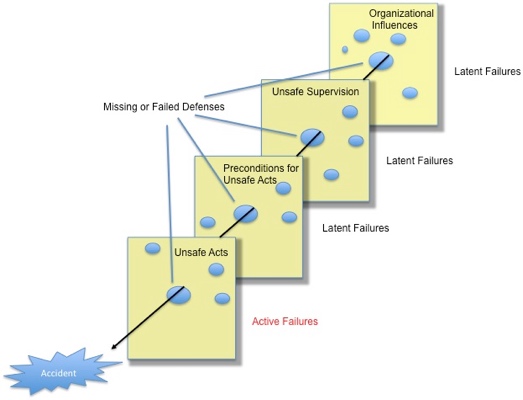 Organizational
Influences
Latent Failures
Unsafe Supervision
Missing or Failed Defenses
Latent Failures
Preconditions for
Unsafe Acts
Latent Failures
Unsafe Acts
Active Failures
Accident